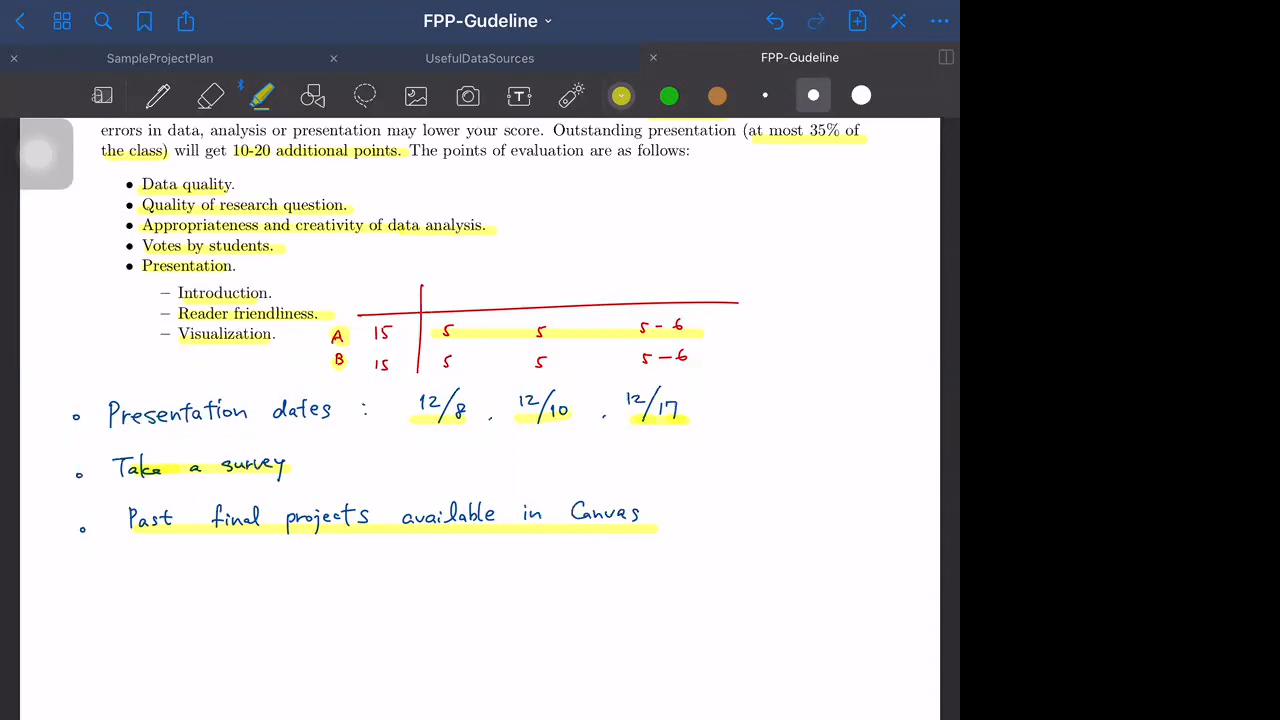 FPP-Gudeline
SampleProjectPlan
UsefulDataSources
FPP-Gudeline
errors in data, analysis or presentation may lower your score. Outstanding presentation (at most 35% of
the class) will get 10-20 additional points. The points of evaluation are as follows:
• Data quality.
• Quality of research question.
• Appropriateness and creativity of data analysis.
• Votes by students.
• Presentation.
– Introduction.
– Reader friendliness.
– Visualization.
A 15 5 5 5 - 6
B 15 5 5 5 - 6
• Presentation dates : 12/8 . 12/10 . 12/17
• Take a survey
• Past final projects available in Canvas